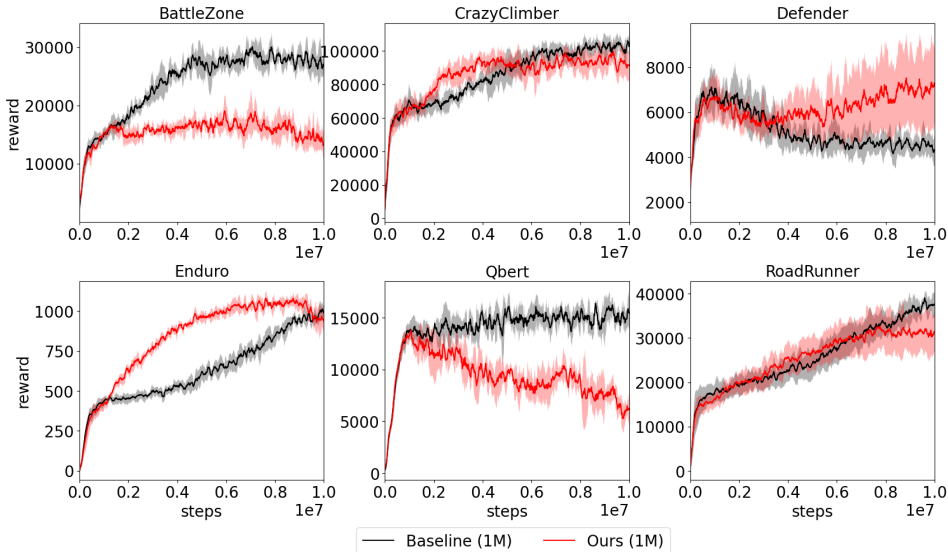 BattleZone CrazyClimber Defender
30000 100000 8000
20000 80000 6000
reward 60000
10000 40000 4000
20000 2000
0
0.0 0.2 0.4 0.6 0.8 1.0 0.0 0.2 0.4 0.6 0.8 1.0 0.0 0.2 0.4 0.6 0.8 1.0
1e7 1e7 1e7
Enduro Qbert RoadRunner
1000 15000 40000
750 10000 30000
reward 500 20000
250 5000 10000
0 0 0
0.0 0.2 0.4 0.6 0.8 1.0 0.0 0.2 0.4 0.6 0.8 1.0 0.0 0.2 0.4 0.6 0.8 1.0
steps 1e7 steps 1e7 steps 1e7
Baseline (1M) Ours (1M)